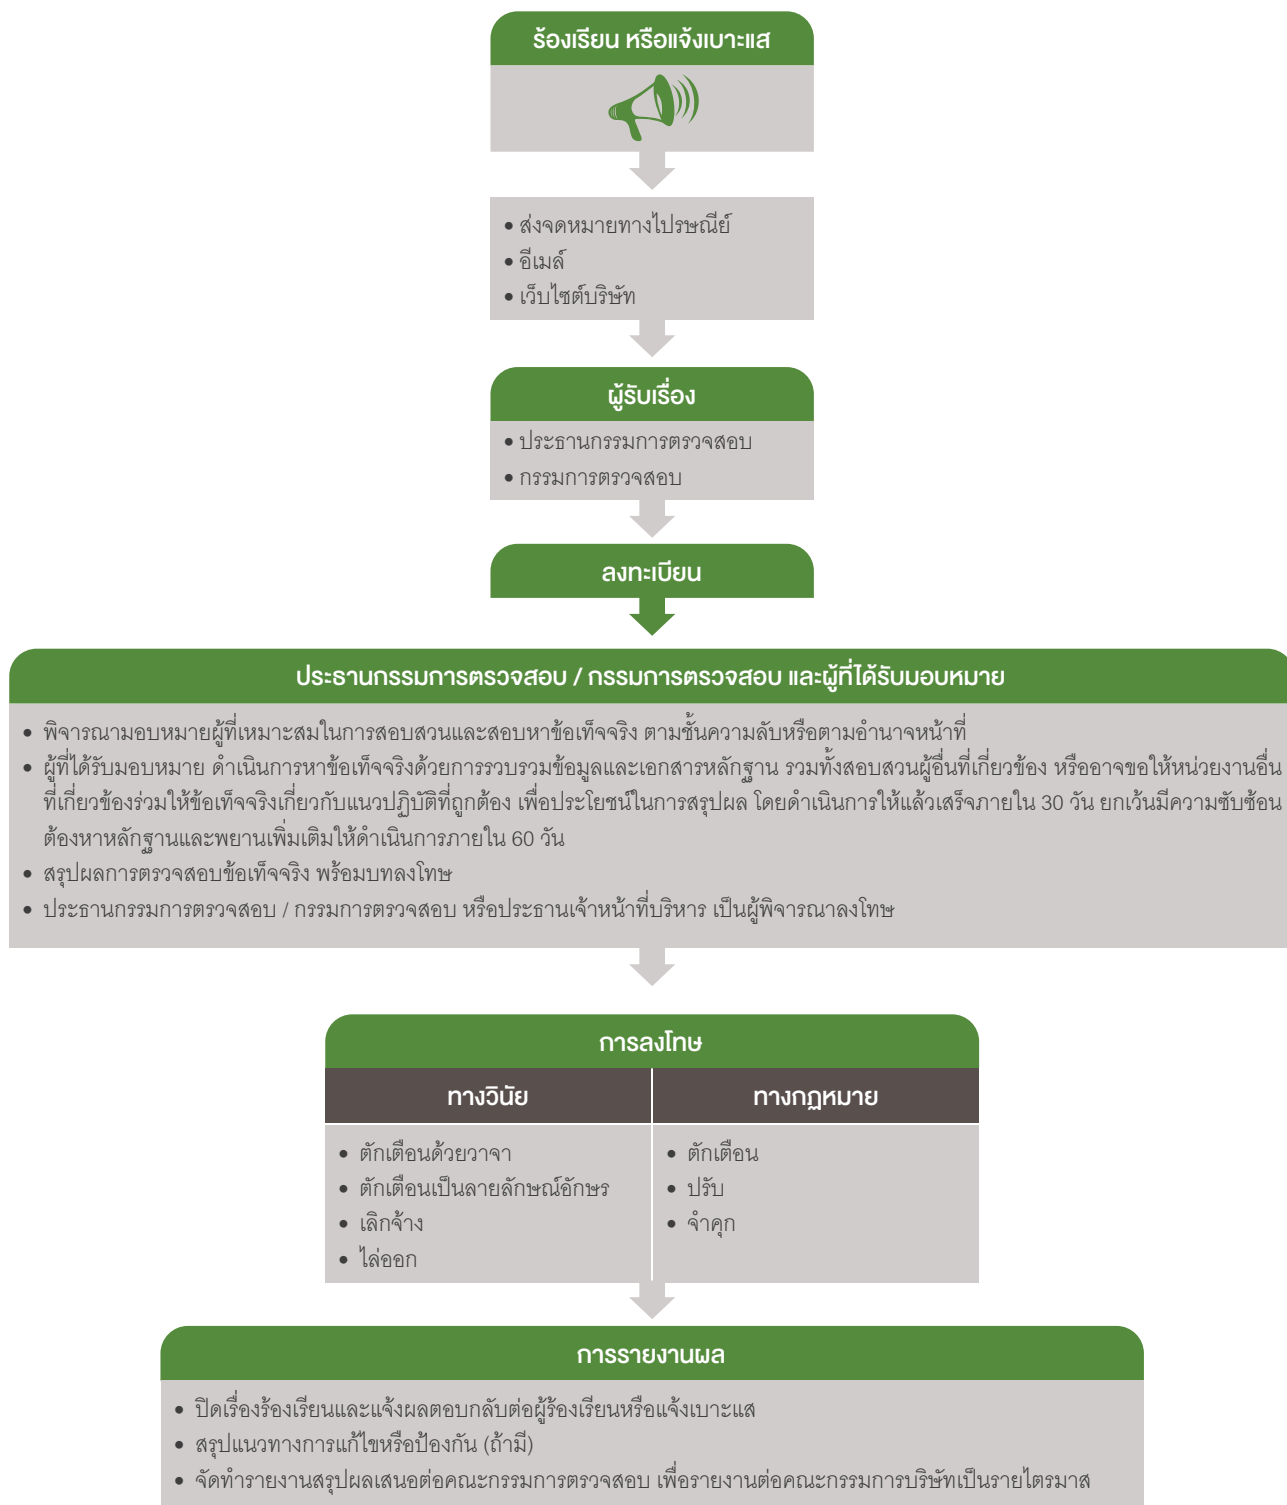 ร้องเรียน หรือแจ้งเบาะแส
• ส่งจดหมายทางไปรษณีย์
• อีเมล์
• เว็บไซต์บริษัท
ผู้รับเรื่อง
• ประธานกรรมการตรวจสอบ
• กรรมการตรวจสอบ
ลงทะเบียน
ประธานกรรมการตรวจสอบ / กรรมการตรวจสอบ และผู้ที่ได้รับมอบหมาย
• พิจารณามอบหมายผู้ที่เหมาะสมในการสอบสวนและสอบหาข้อเท็จจริง ตามชั้นความลับหรือตามอำนาจหน้าที่
• ผู้ที่ได้รับมอบหมาย ดำเนินการหาข้อเท็จจริงด้วยการรวบรวมข้อมูลและเอกสารหลักฐาน รวมทั้งสอบสวนผู้อื่นที่เกี่ยวข้อง หรืออาจขอให้หน่วยงานอื่น
ที่เกี่ยวข้องร่วมให้ข้อเท็จจริงเกี่ยวกับแนวปฏิบัติที่ถูกต้อง เพื่อประโยชน์ในการสรุปผล โดยดำเนินการให้แล้วเสร็จภายใน 30 วัน ยกเว้นมีความซับซ้อน
ต้องหาหลักฐานและพยานเพิ่มเติมให้ดำเนินการภายใน 60 วัน
• สรุปผลการตรวจสอบข้อเท็จจริง พร้อมบทลงโทษ
• ประธานกรรมการตรวจสอบ / กรรมการตรวจสอบ หรือประธานเจ้าหน้าที่บริหาร เป็นผู้พิจารณาลงโทษ
การลงโทษ
ทางวินัย
• ตักเตือนด้วยวาจา
• ตักเตือนเป็นลายลักษณ์อักษร
• เลิกจ้าง
• ไล่ออก
ทางกฎหมาย
• ตักเตือน
• ปรับ
• จำคุก
การรายงานผล
• ปิดเรื่องร้องเรียนและแจ้งผลตอบกลับต่อผู้ร้องเรียนหรือแจ้งเบาะแส
• สรุปแนวทางการแก้ไขหรือป้องกัน (ถ้ามี)
• จัดทำรายงานสรุปผลเสนอต่อคณะกรรมการตรวจสอบ เพื่อรายงานต่อคณะกรรมการบริษัทเป็นรายไตรมาส